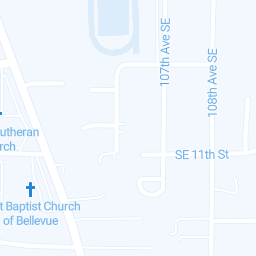 107th Ave SE
108th Ave SE
utheran
rch
SE 11th St
t Baptist Church
of Bellevue